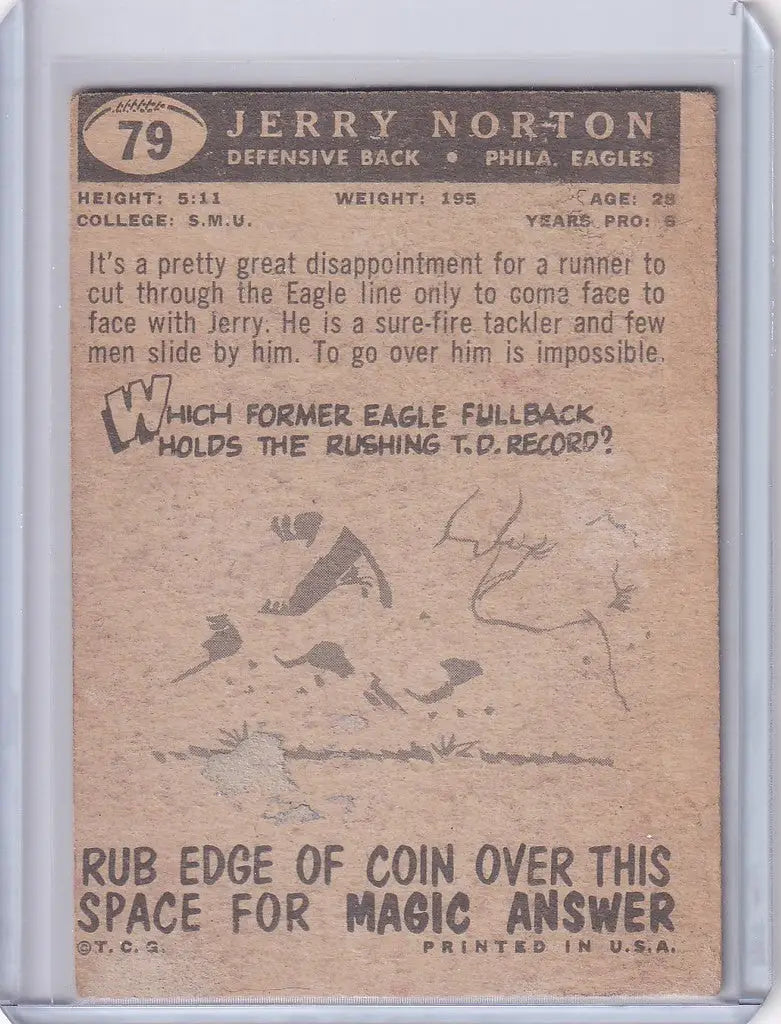 79
JERRY NORTON
DEFENSIVE BACK • PHILA. EAGLES
HEIGHT: 5:11 WEIGHT: 195 AGE: 28
COLLEGE: S.M.U. YEARS PRO: 6
It's a pretty great disappointment for a runner to
cut through the Eagle line only to come face to
face with Jerry. He is a sure-fire tackler and few
men slide by him. To go over him is impossible.
WHICH FORMER EAGLE FULLBACK
HOLDS THE RUSHING T.D. RECORD?
RUB EDGE OF COIN OVER THIS
SPACE FOR MAGIC ANSWER
©T.C.G. PRINTED IN U.S.A.